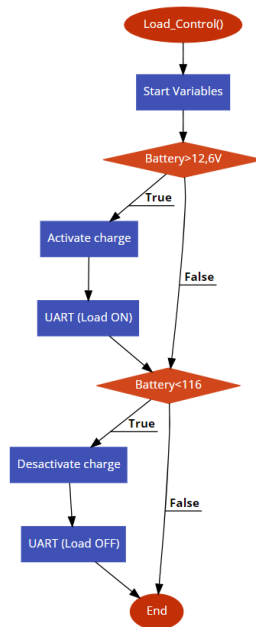 Load_Control()
Start Variables
Battery>12,6V
True
Activate charge
False
UART (Load ON)
Battery<116
True
Desactivate charge
False
UART (Load OFF)
End